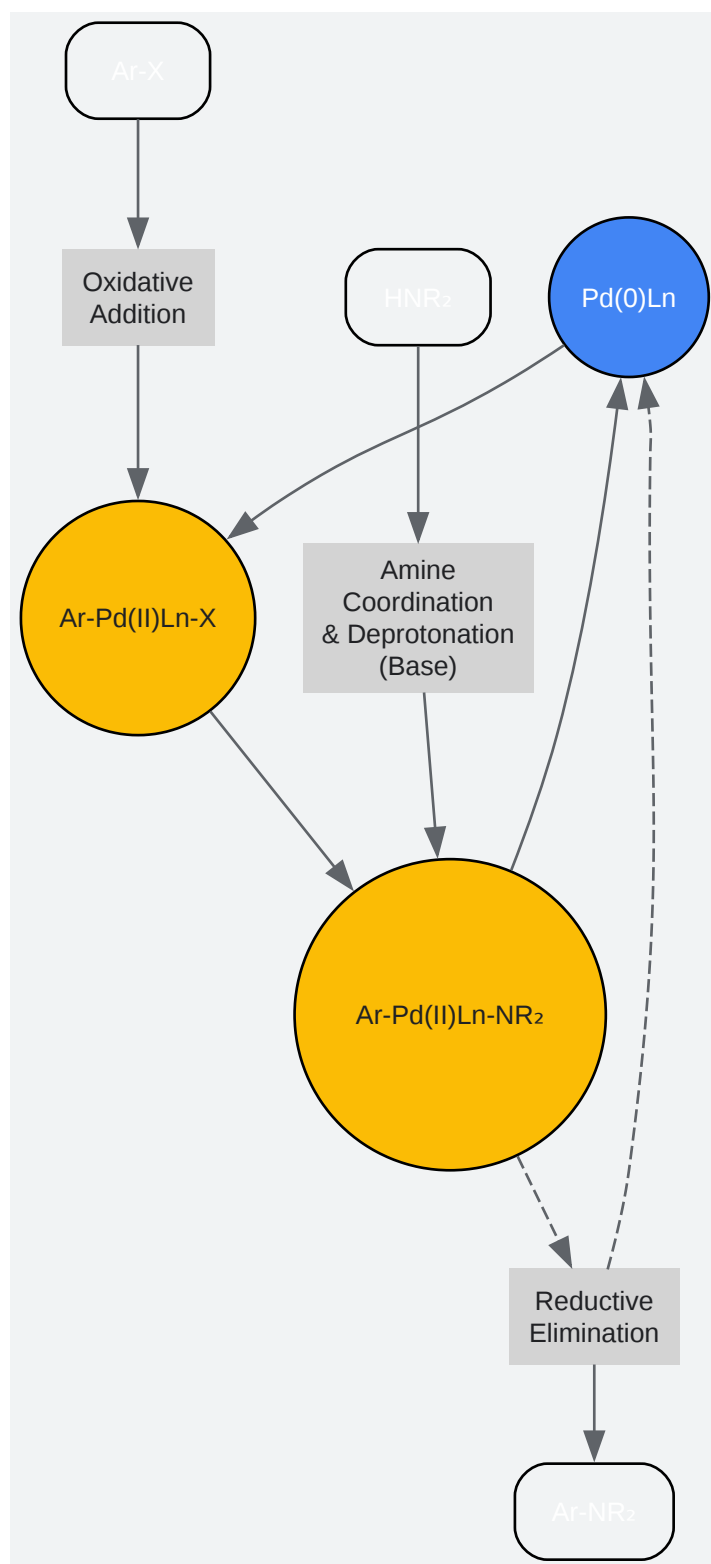 Ar-X
Oxidative
Addition
HNR₂
Pd(0)Ln
Ar-Pd(II)Ln-X
Amine
Coordination
& Deprotonation
(Base)
Ar-Pd(II)Ln-NR₂
Reductive
Elimination
Ar-NR₂